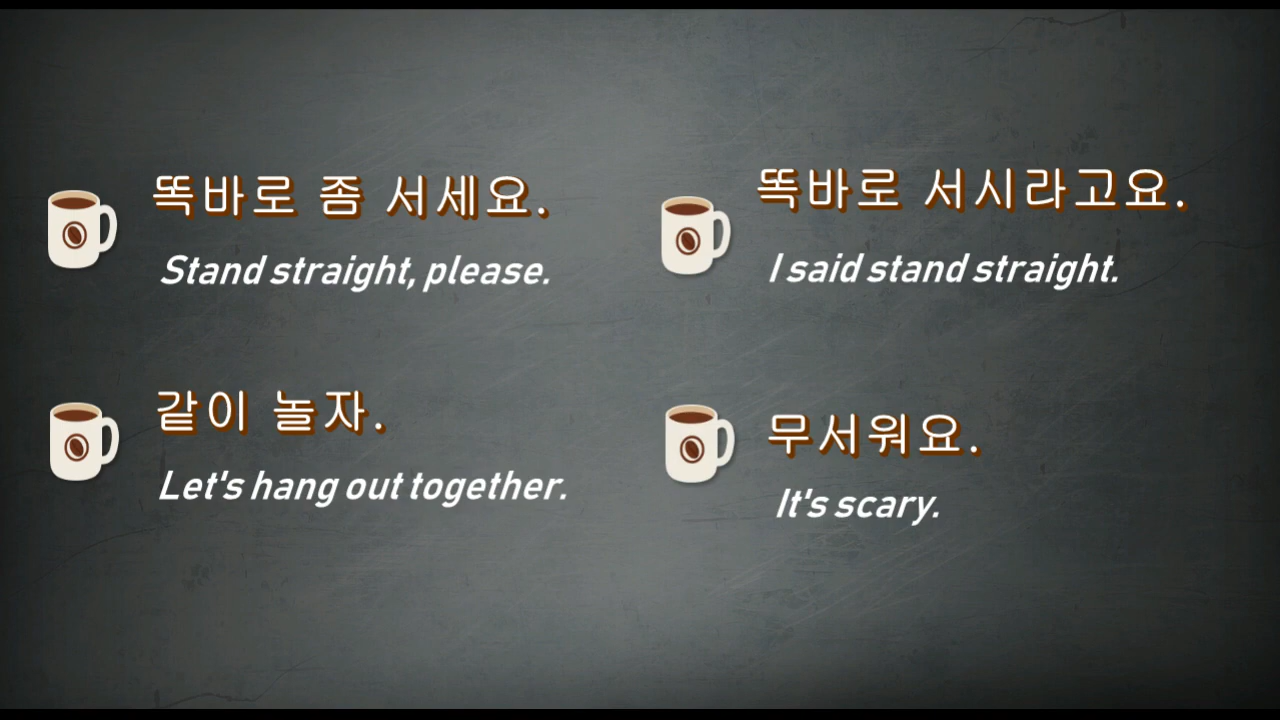 똑바로 좀 서세요.
Stand straight, please.
똑바로 서시라고요.
I said stand straight.
같이 놀자.
Let's hang out together.
무서워요.
It's scary.